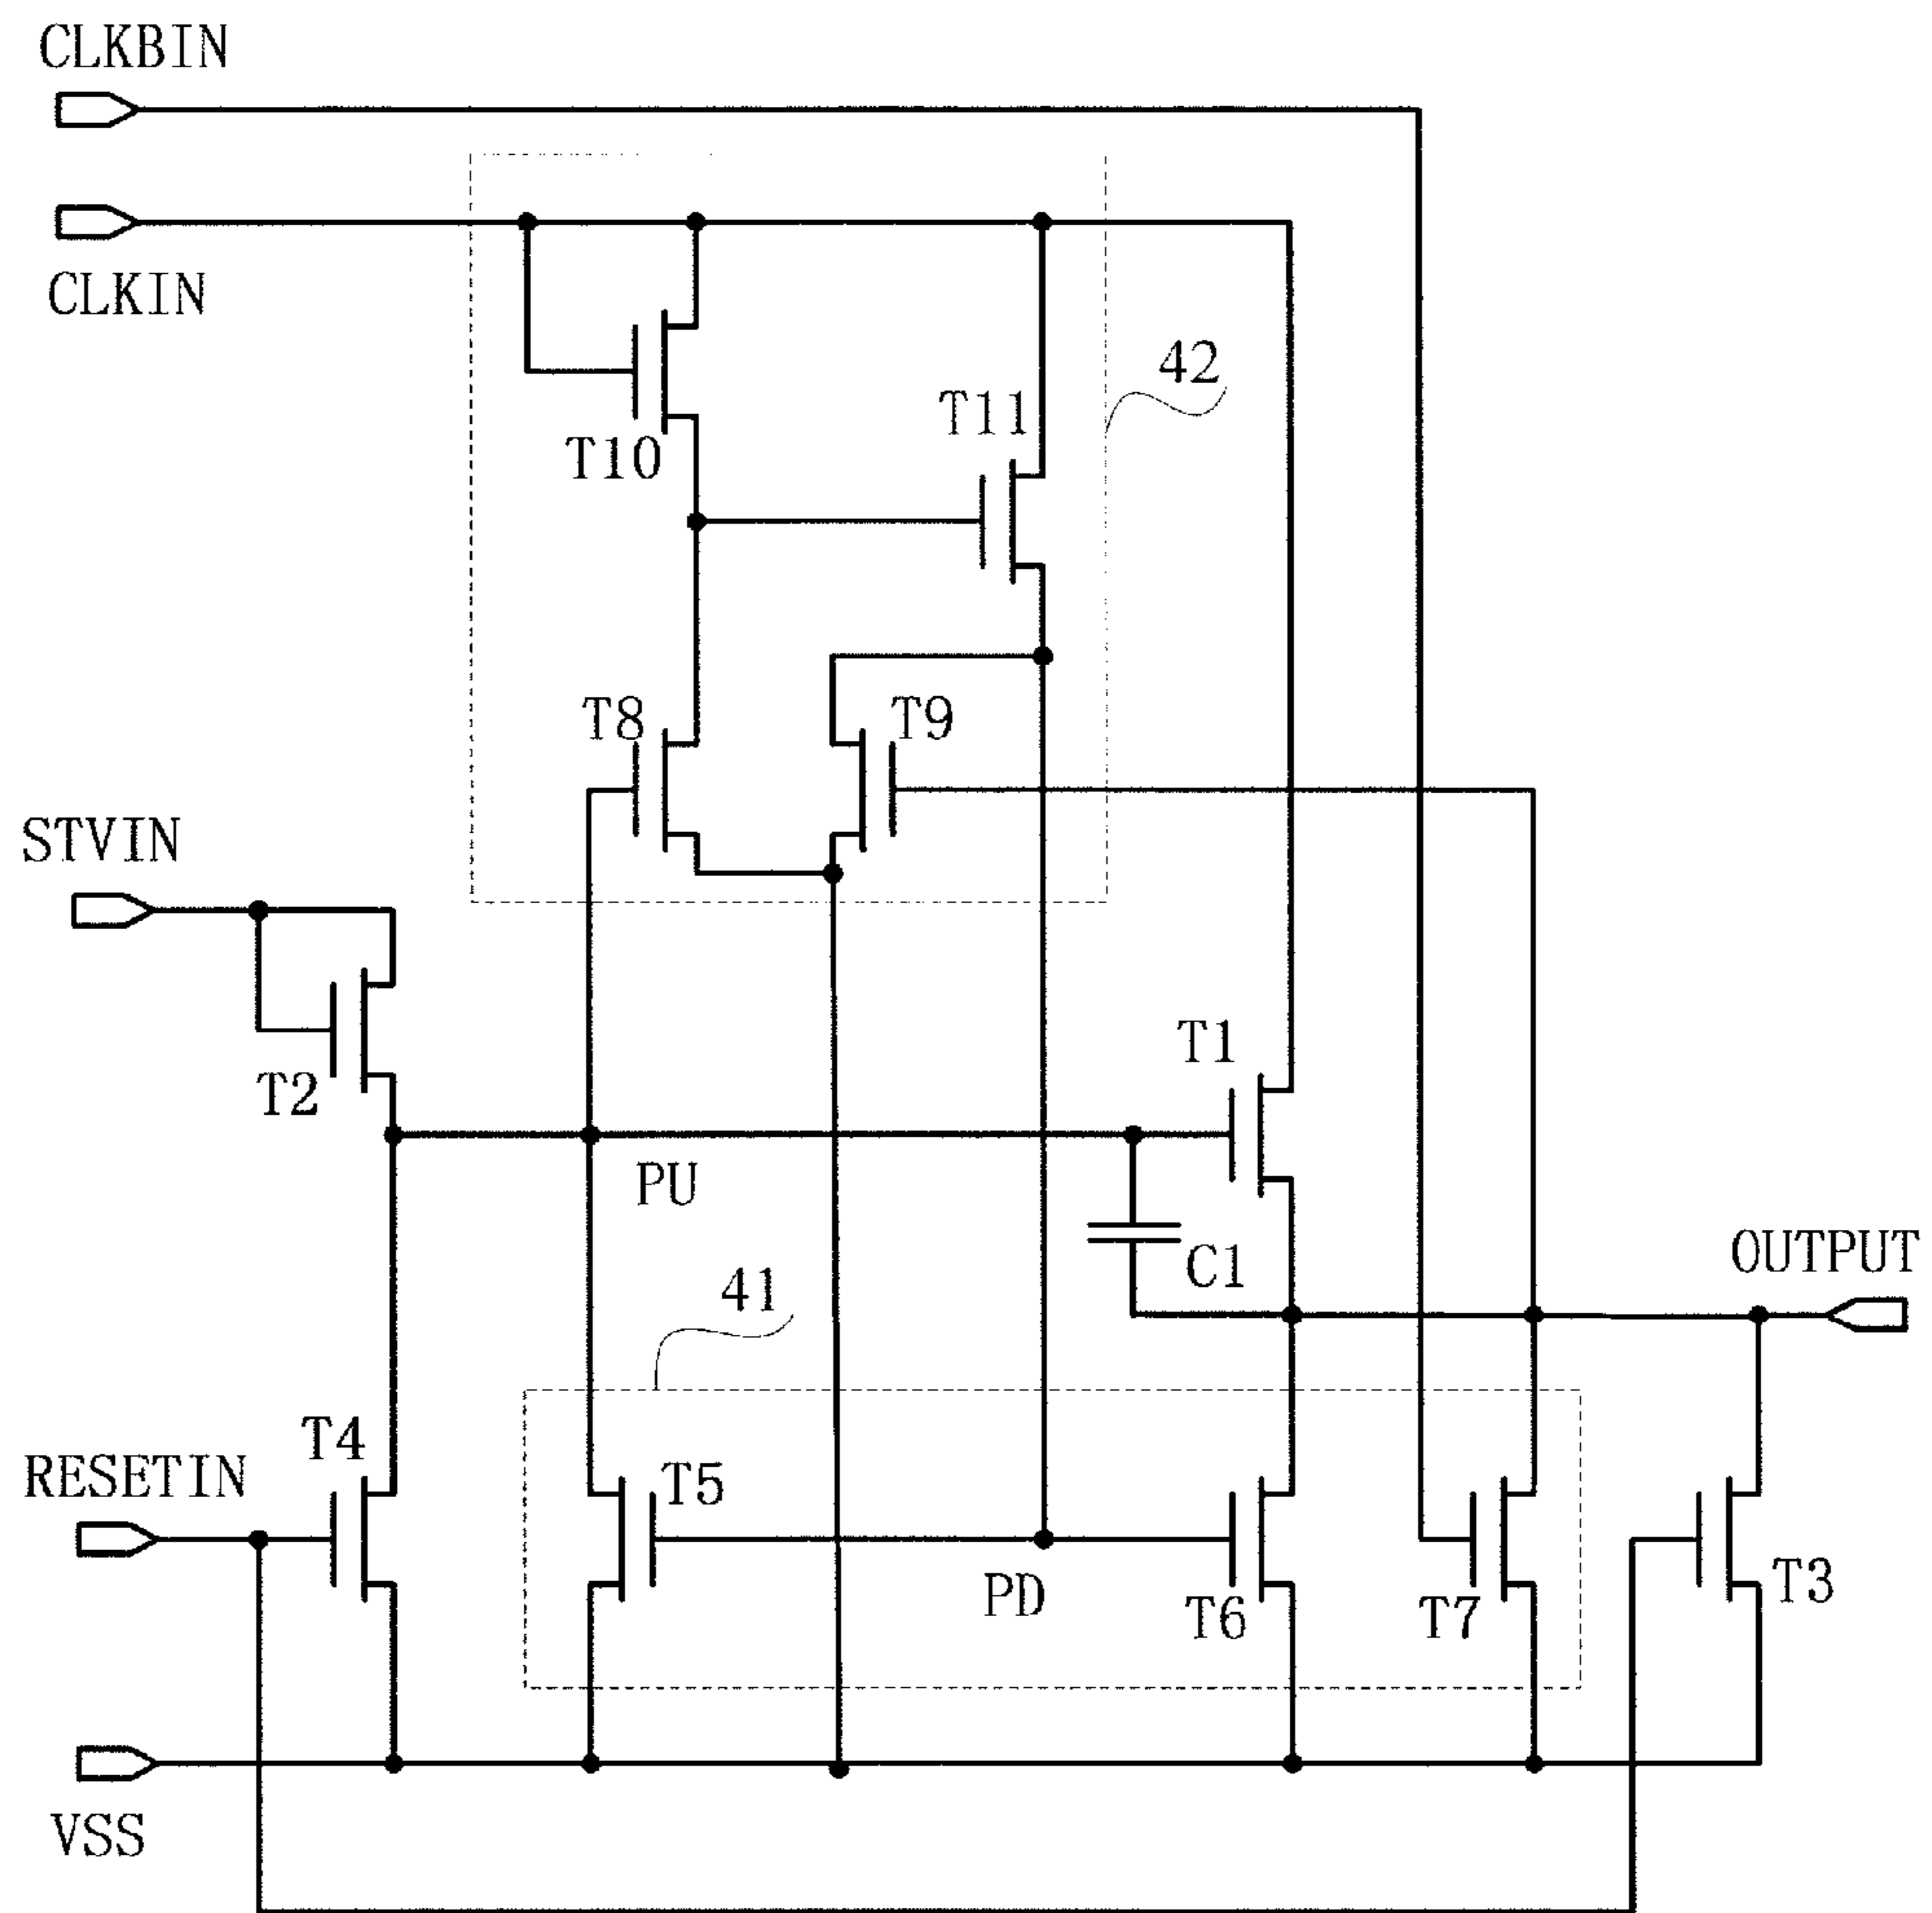 CLKBIN
CLKIN
42
T11
T10
T8
T9
STVIN
T1
T2
PU
C1
OUTPUT
41
T4
RESETIN
T5
PD
T6
T7
T3
VSS